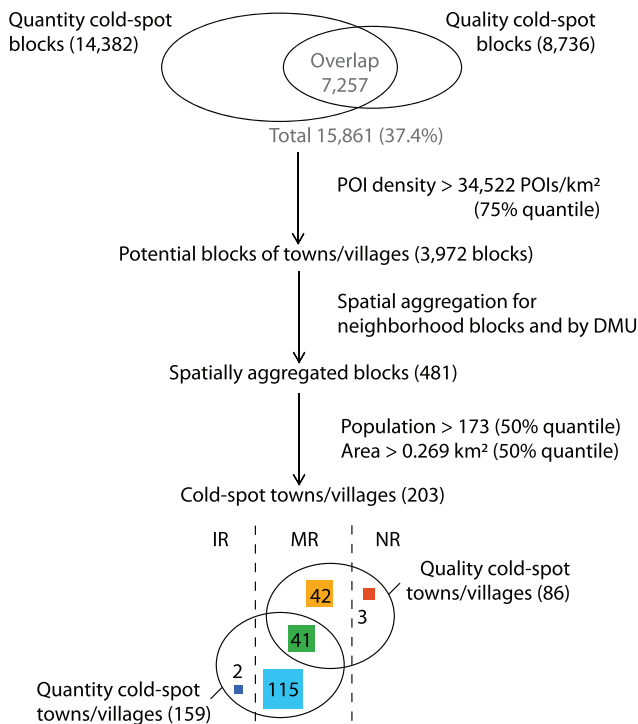 Quantity cold-spot
blocks (14,382)
Quality cold-spot
blocks (8,736)
Overlap
7,257
Total 15,861 (37.4%)
POI density > 34,522 POIs/km²
(75% quantile)
Potential blocks of towns/villages (3,972 blocks)
Spatial aggregation for
neighborhood blocks and by DMU
Spatially aggregated blocks (481)
Population > 173 (50% quantile)
Area > 0.269 km² (50% quantile)
Cold-spot towns/villages (203)
IR MR NR
Quality cold-spot
towns/villages (86)
42
3
41
2
115
Quantity cold-spot
towns/villages (159)